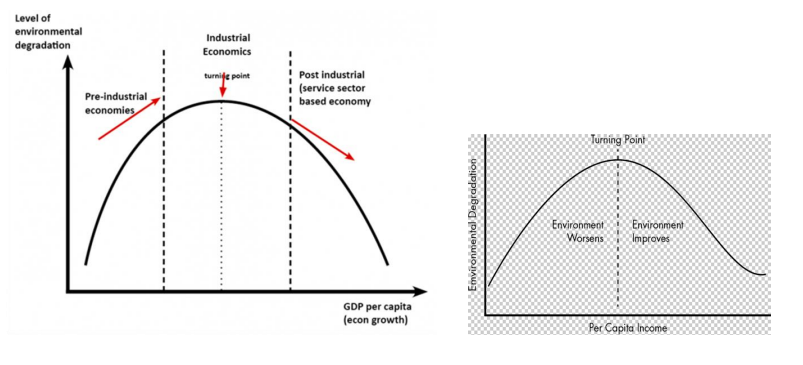 Level of
environmental
degradation
Industrial
Economics
turning point
Pre-industrial
economies
Post industrial
(service sector
based economy
GDP per capita
(econ growth)
Turning Point
Environmental Degradation
Environment
Worsens
Environment
Improves
Per Capita Income